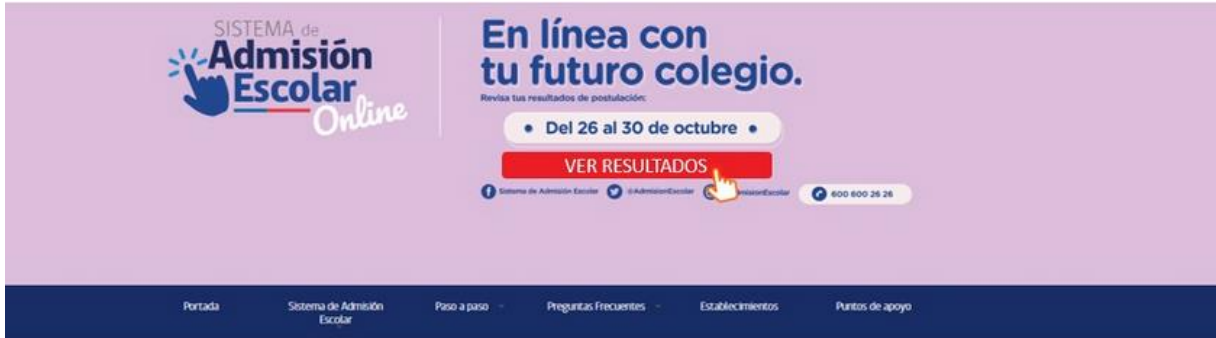 SISTEMA de
Admisión
Escolar
Online
En línea con
tu futuro colegio.
Revisa tus resultados de postulación:
Del 26 al 30 de octubre
VER RESULTADOS
Sistema de Admisión Escolar @AdmisionEscolar 600 600 26 26
Portada Sistema de Admisión Escolar Paso a paso Preguntas Frecuentes Establecimientos Puntos de apoyo